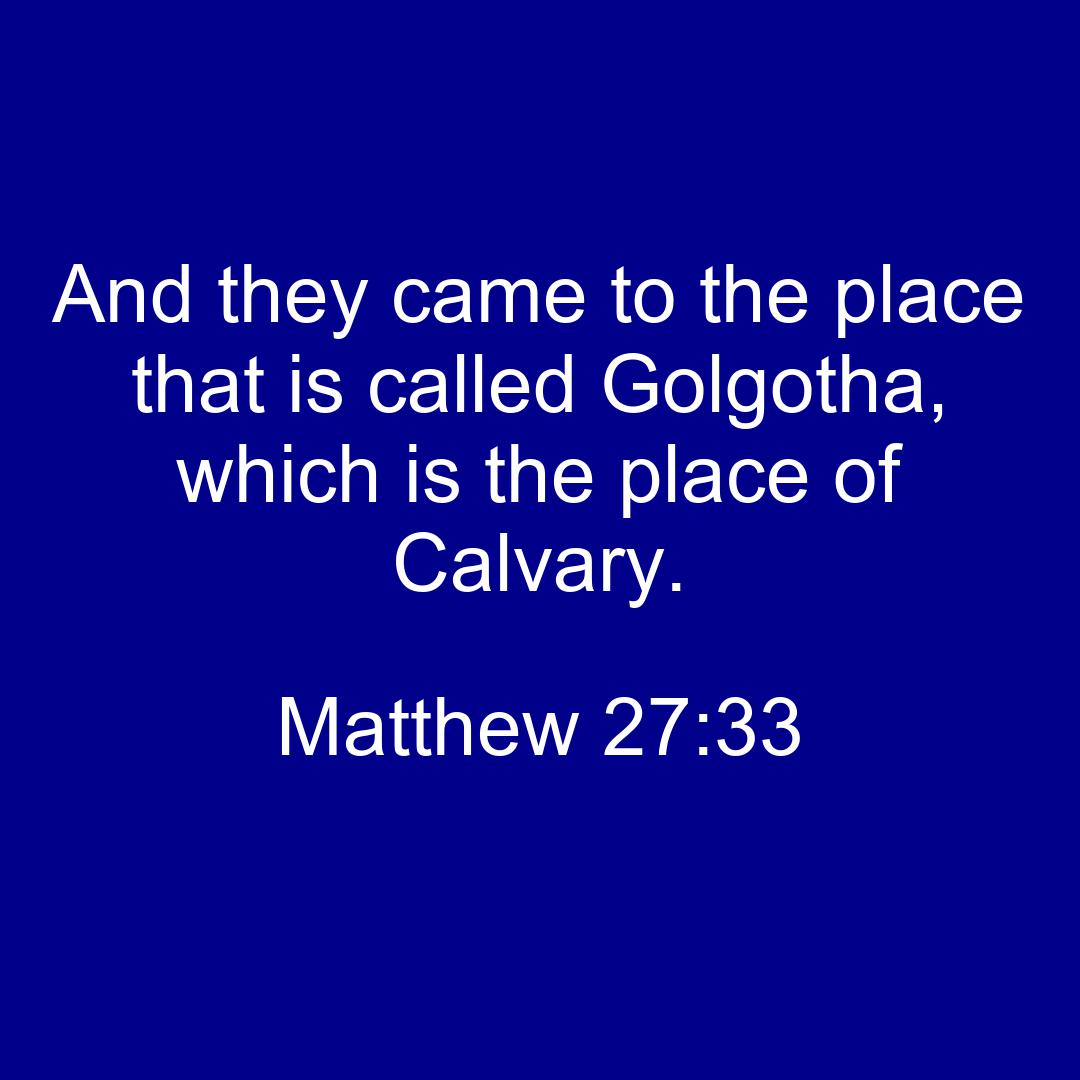 And they came to the place
that is called Golgotha,
which is the place of
Calvary.
Matthew 27:33